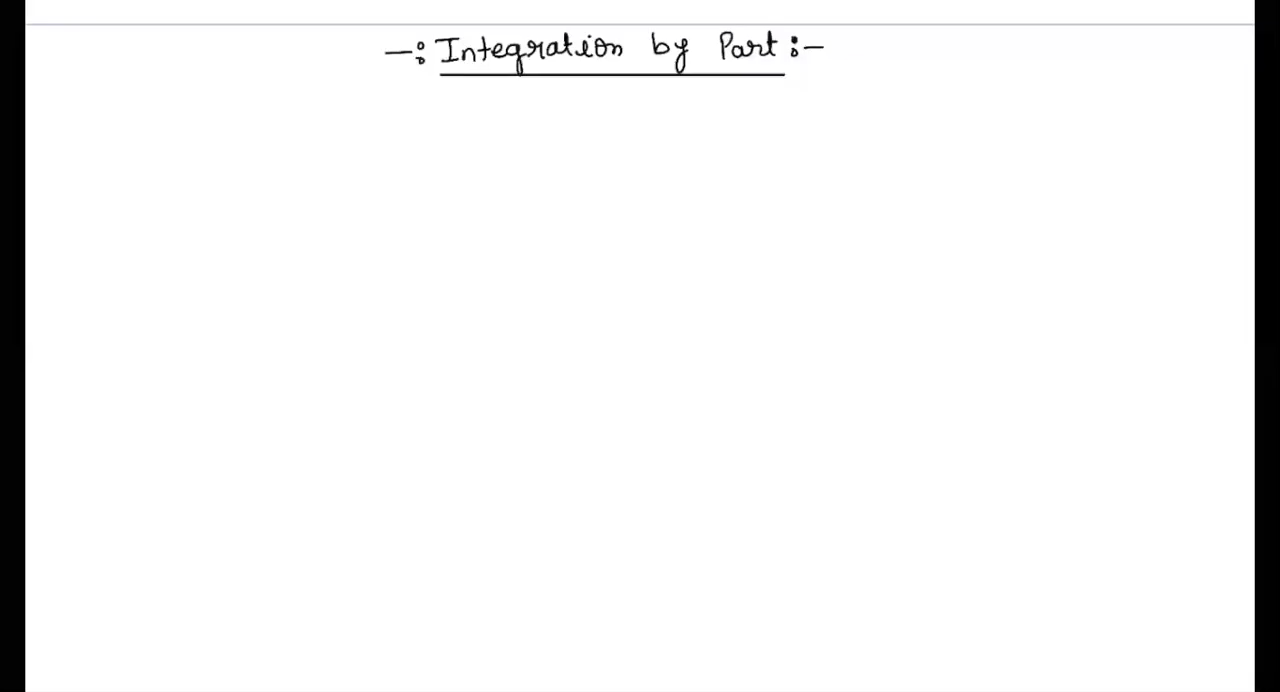 —: Integration by Part :—